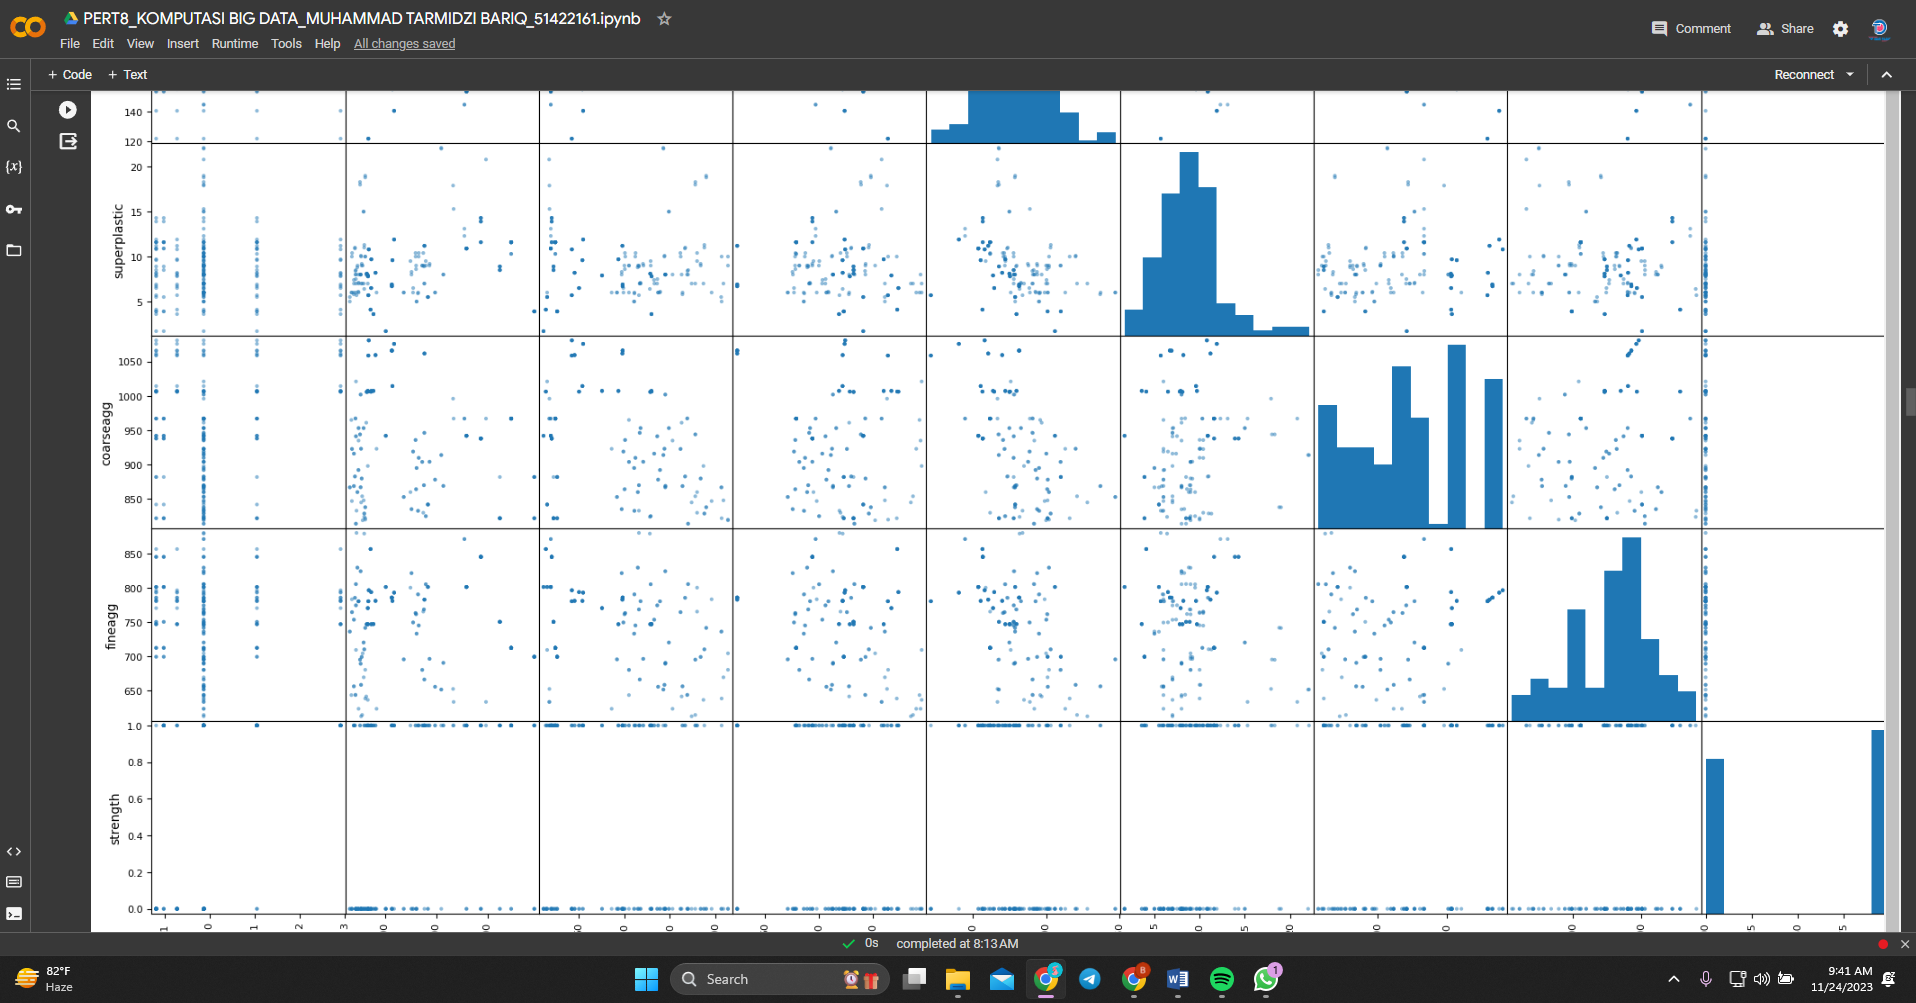 PERT8_KOMPUTASI BIG DATA_MUHAMMAD TARMIDZI BARIQ_51422161.ipynb
File Edit View Insert Runtime Tools Help All changes saved
Comment Share
+ Code + Text
Reconnect
{x}
140
120
superplastic
20
15
10
5
coarseagg
1050
1000
950
900
850
fineagg
850
800
750
700
650
strength
1.0
0.8
0.6
0.4
0.2
0.0
0s completed at 8:13 AM
82°F
Haze
Search
9:41 AM
11/24/2023